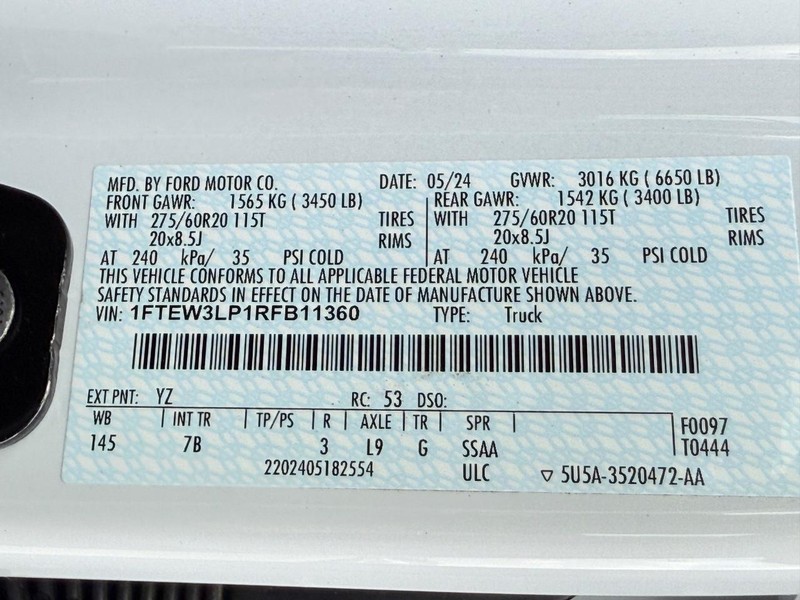 MFD. BY FORD MOTOR CO. DATE: 05/24 GVWR: 3016 KG ( 6650 LB)
FRONT GAWR: 1565 KG ( 3450 LB) REAR GAWR: 1542 KG ( 3400 LB)
WITH 275/60R20 115T TIRES WITH 275/60R20 115T TIRES
20x8.5J RIMS 20x8.5J RIMS
AT 240 kPa/ 35 PSI COLD AT 240 kPa/ 35 PSI COLD
THIS VEHICLE CONFORMS TO ALL APPLICABLE FEDERAL MOTOR VEHICLE
SAFETY STANDARDS IN EFFECT ON THE DATE OF MANUFACTURE SHOWN ABOVE.
VIN: 1FTEW3LP1RFB11360 TYPE: Truck
EXT PNT: YZ RC: 53 DSO:
WB INT TR TP/PS R AXLE TR SPR F0097
145 7B 3 L9 G SSAA T0444
2202405182554 ULC ▽ 5U5A-3520472-AA